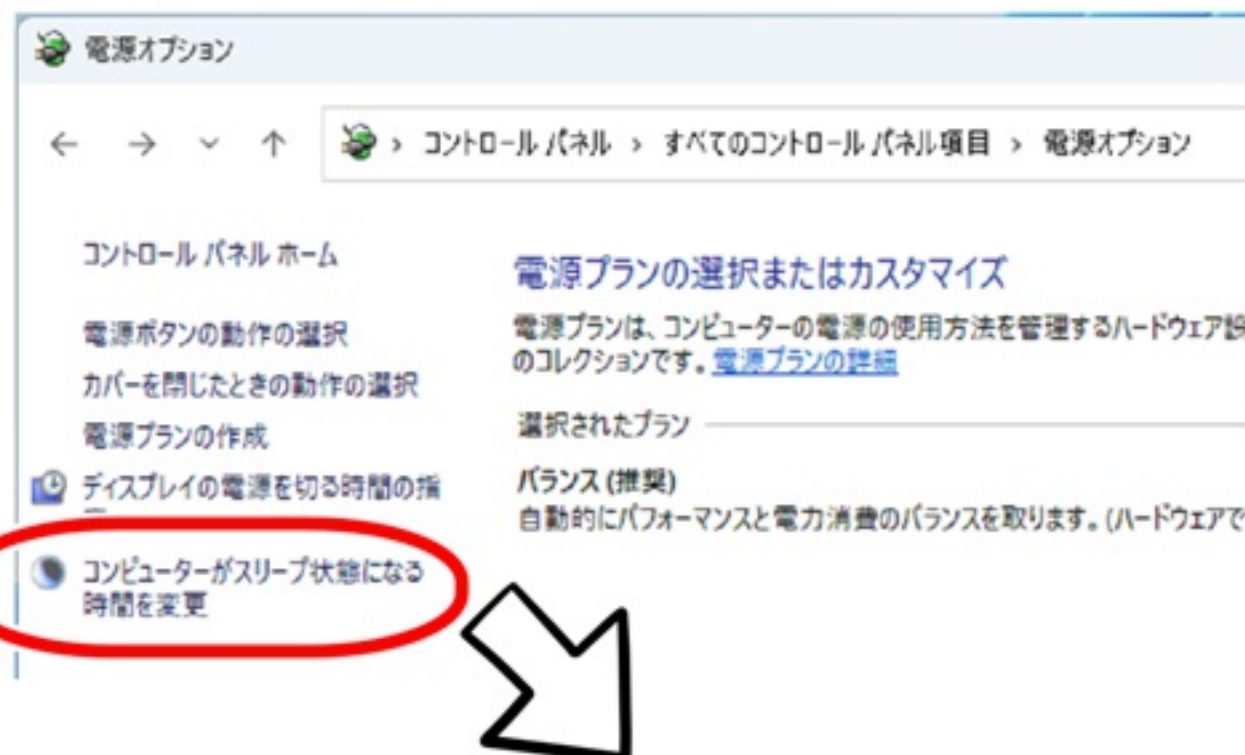 電源オプション
コントロール パネル › すべてのコントロール パネル項目 › 電源オプション
コントロール パネル ホーム
電源ボタンの動作の選択
カバーを閉じたときの動作の選択
電源プランの作成
ディスプレイの電源を切る時間の指
コンピューターがスリープ状態になる
時間を変更
電源プランの選択またはカスタマイズ
電源プランは、コンピューターの電源の使用方法を管理するハードウェア設
のコレクションです。電源プランの詳細
選択されたプラン
バランス (推奨)
自動的にパフォーマンスと電力消費のバランスを取ります。(ハードウェアで